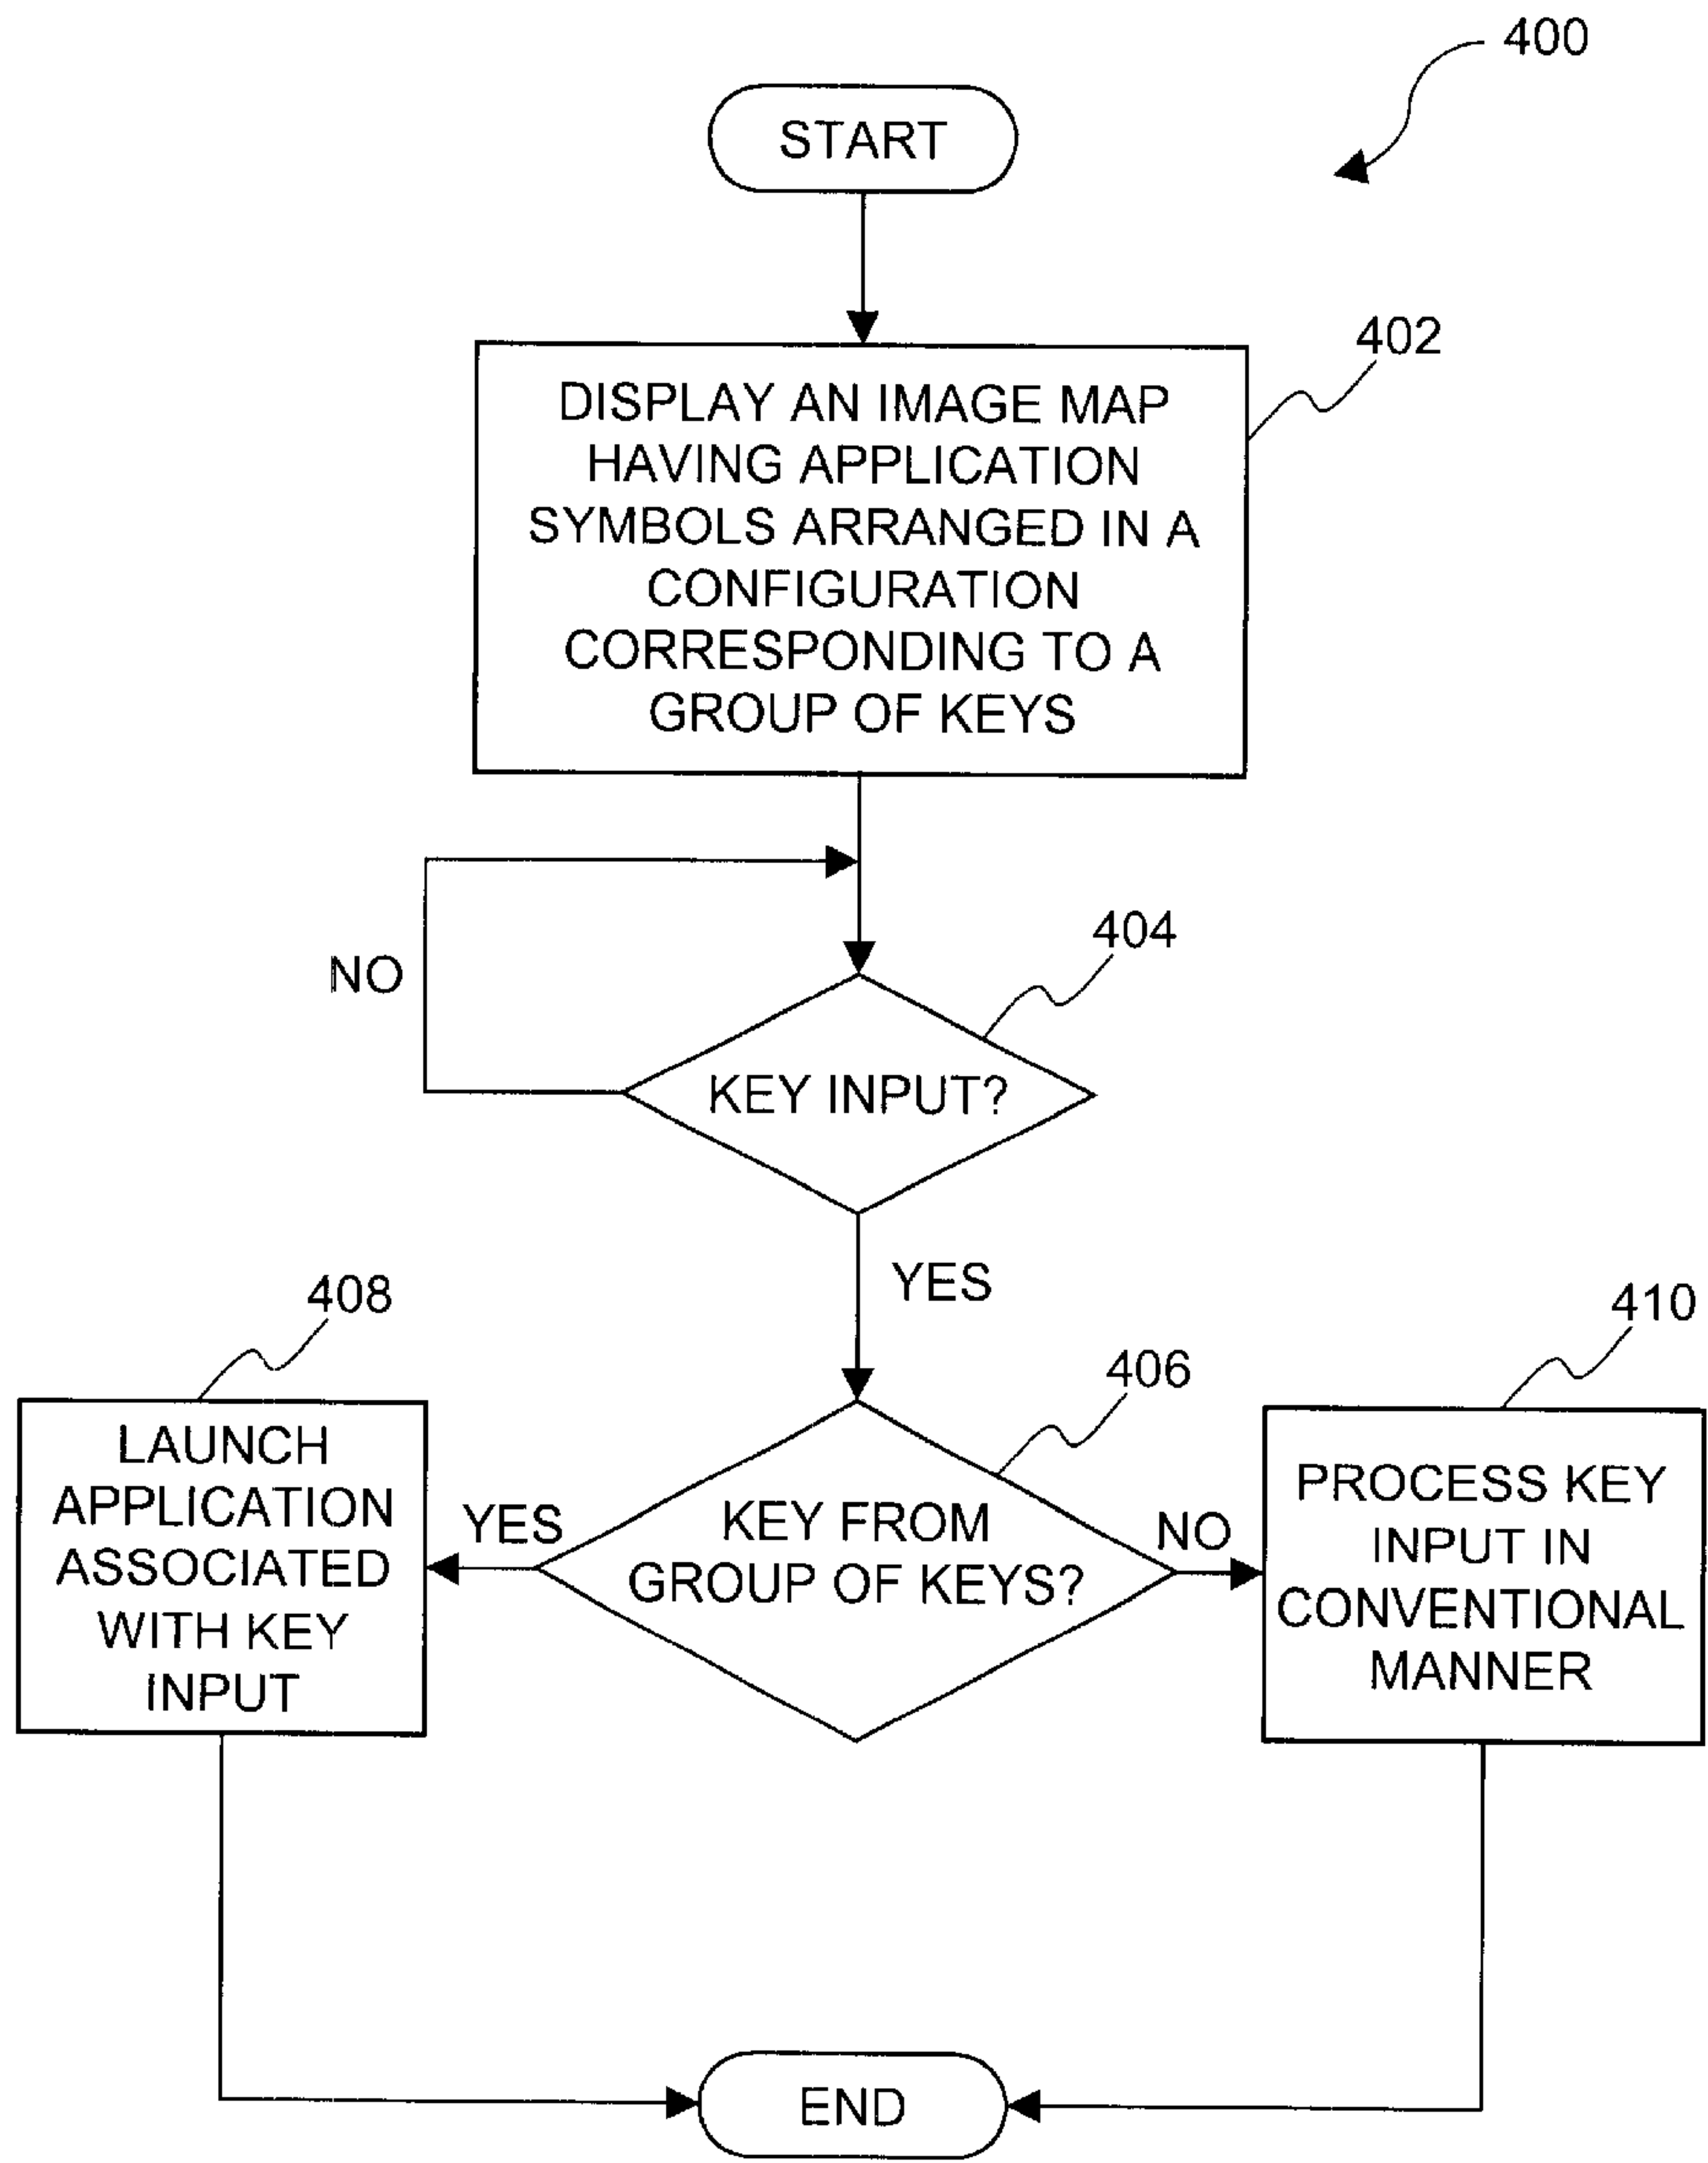 400
START
402
DISPLAY AN IMAGE MAP
HAVING APPLICATION
SYMBOLS ARRANGED IN A
CONFIGURATION
CORRESPONDING TO A
GROUP OF KEYS
404
NO
KEY INPUT?
YES
408
410
406
LAUNCH
APPLICATION
ASSOCIATED
WITH KEY
INPUT
YES
KEY FROM
GROUP OF KEYS?
NO
PROCESS KEY
INPUT IN
CONVENTIONAL
MANNER
END